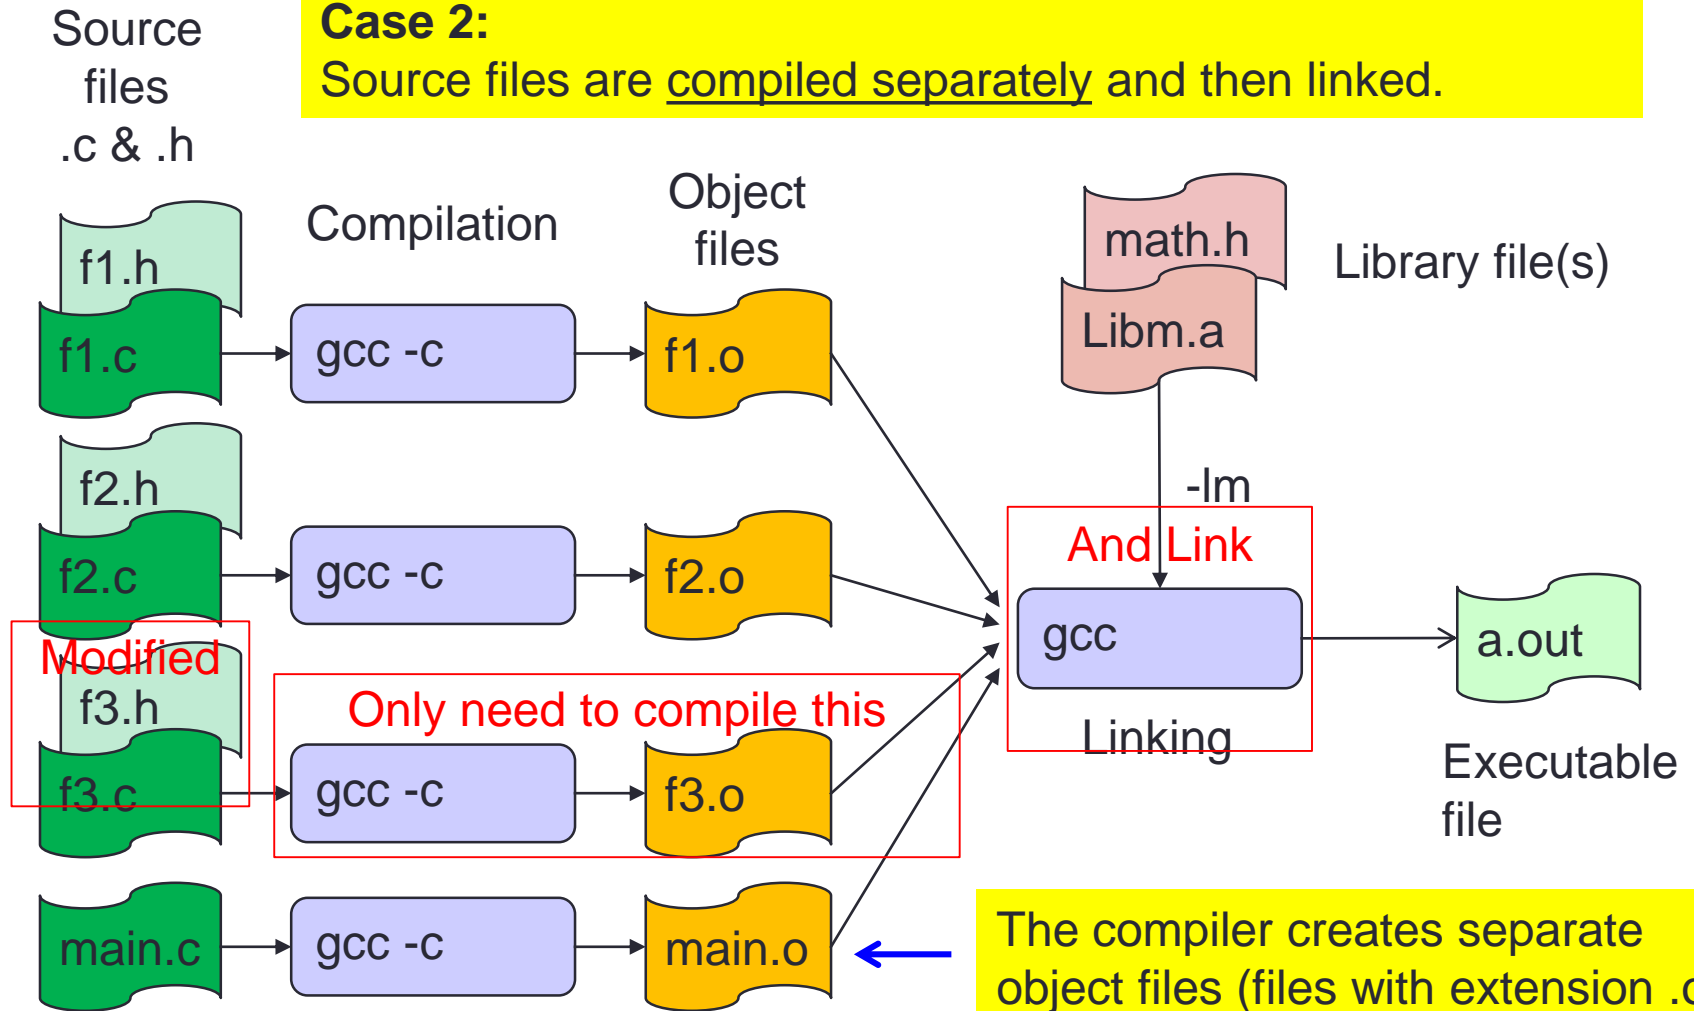 Source
files
.c & .h
Case 2:
Source files are compiled separately and then linked.
Compilation
Object
files
Library file(s)
f1.h
f1.c
gcc -c
f1.o
math.h
Libm.a
-lm
f2.h
f2.c
gcc -c
f2.o
And Link
gcc
Linking
a.out
Executable
file
Modified
f3.h
f3.c
Only need to compile this
gcc -c
f3.o
main.c
gcc -c
main.o
The compiler creates separate
object files (files with extension .o